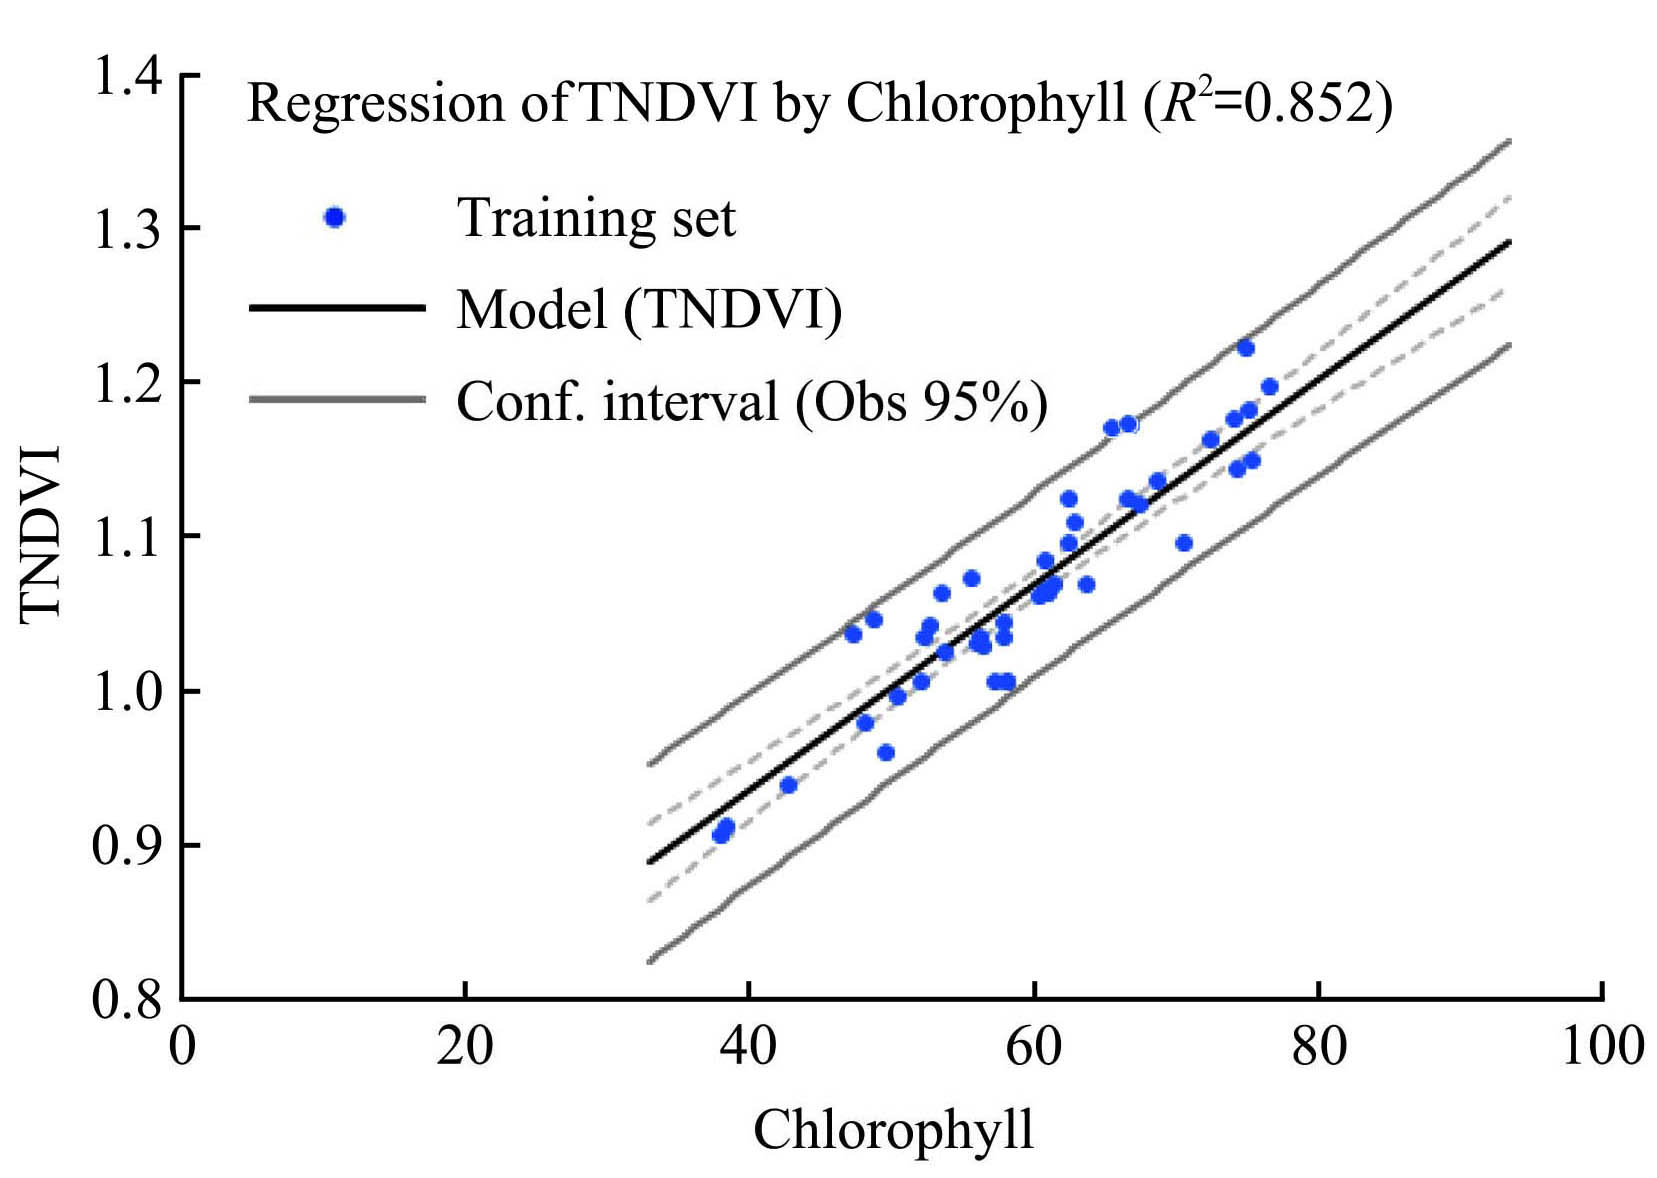 1.4
Regression of TNDVI by Chlorophyll (R²=0.852)
1.3
Training set
Model (TNDVI)
1.2
Conf. interval (Obs 95%)
TNDVI
1.1
1.0
0.9
0.8
0 20 40 60 80 100
Chlorophyll